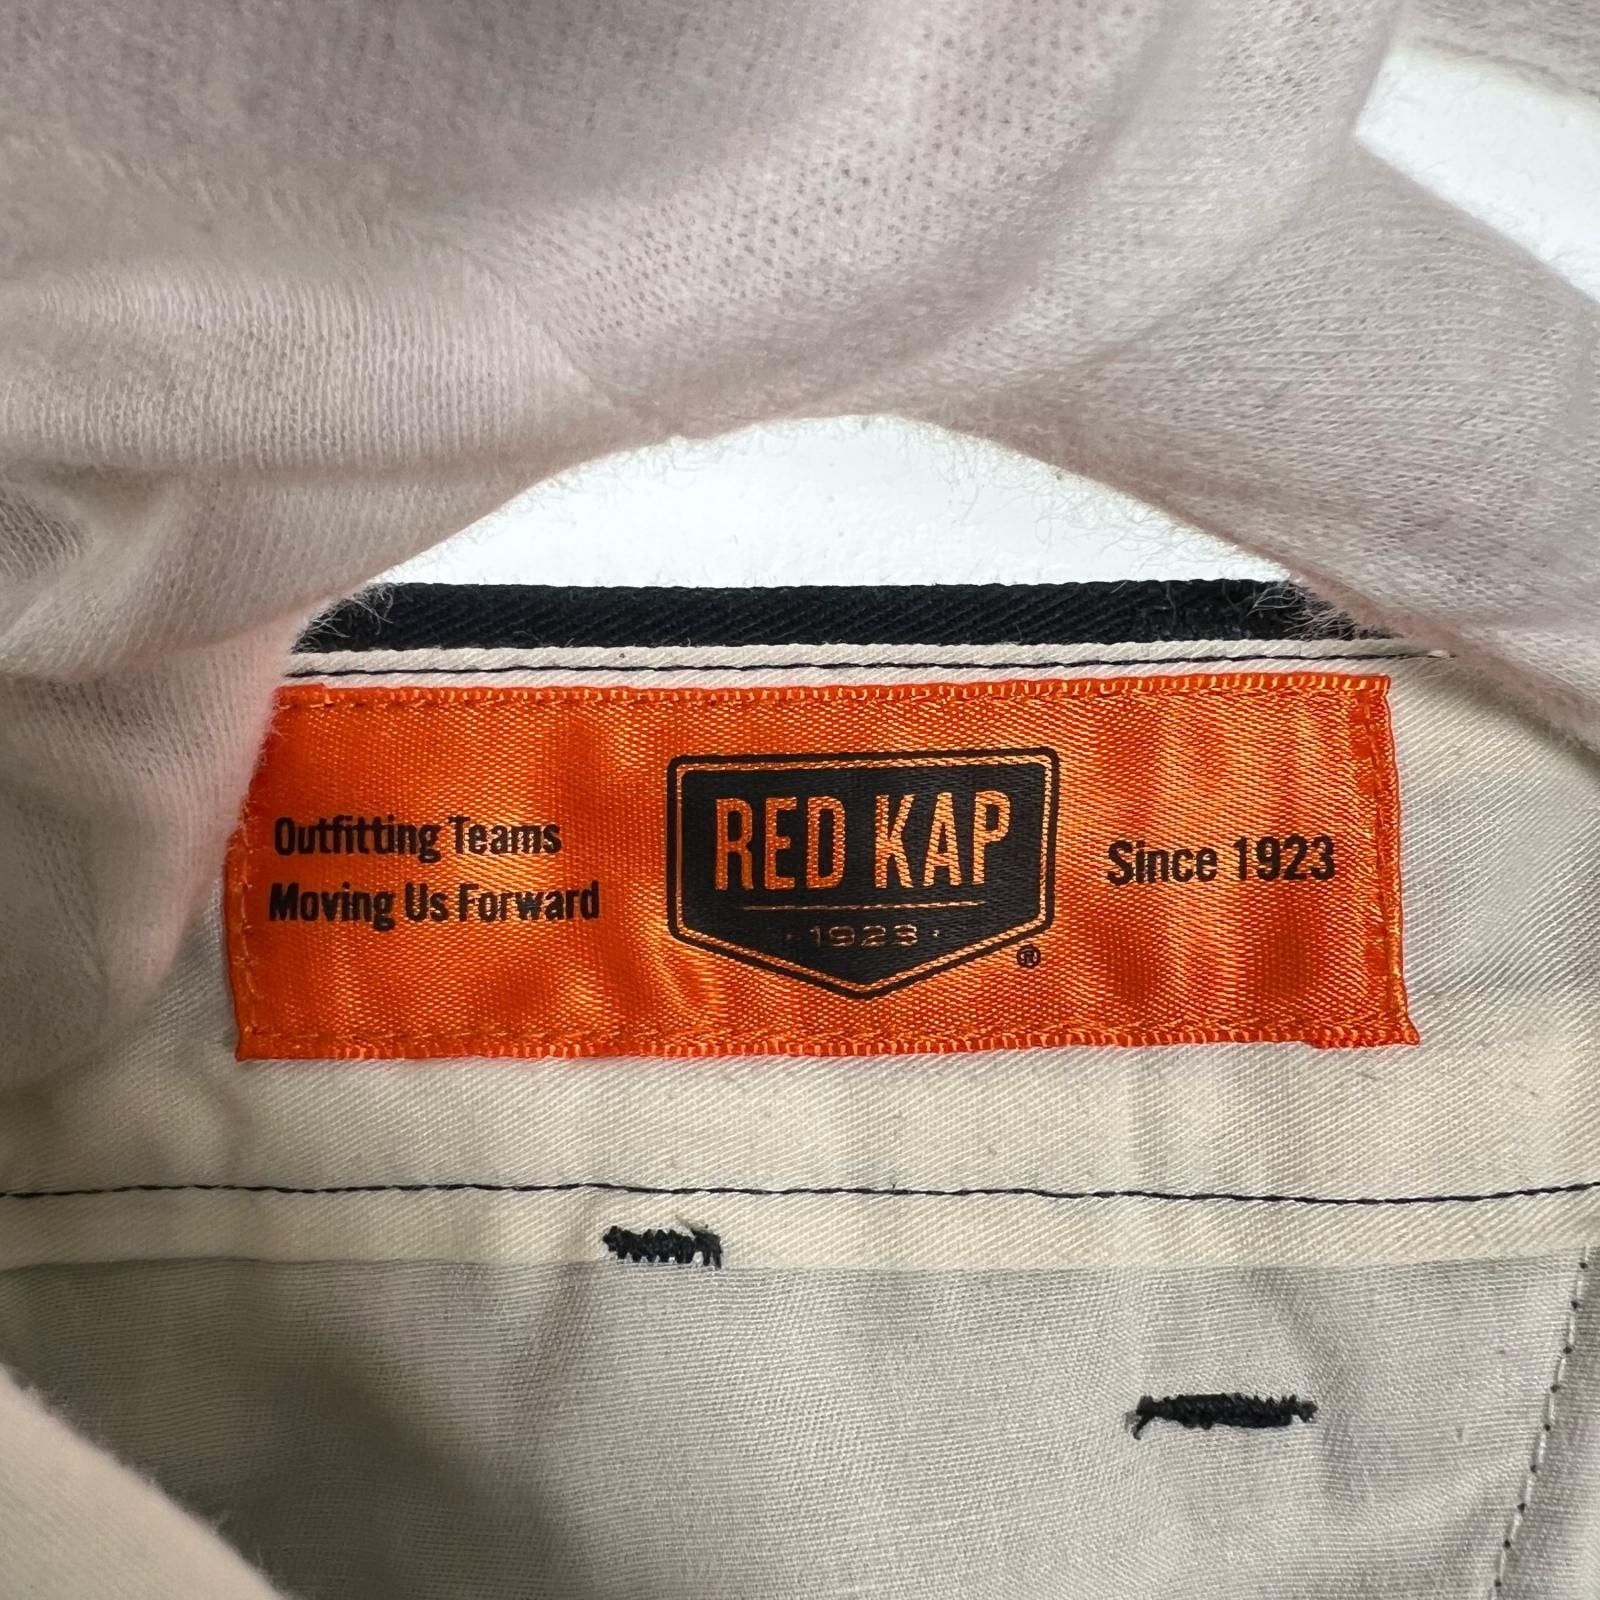 Outfitting Teams
Moving Us Forward
RED KAP
· 1923 ·
®
Since 1923